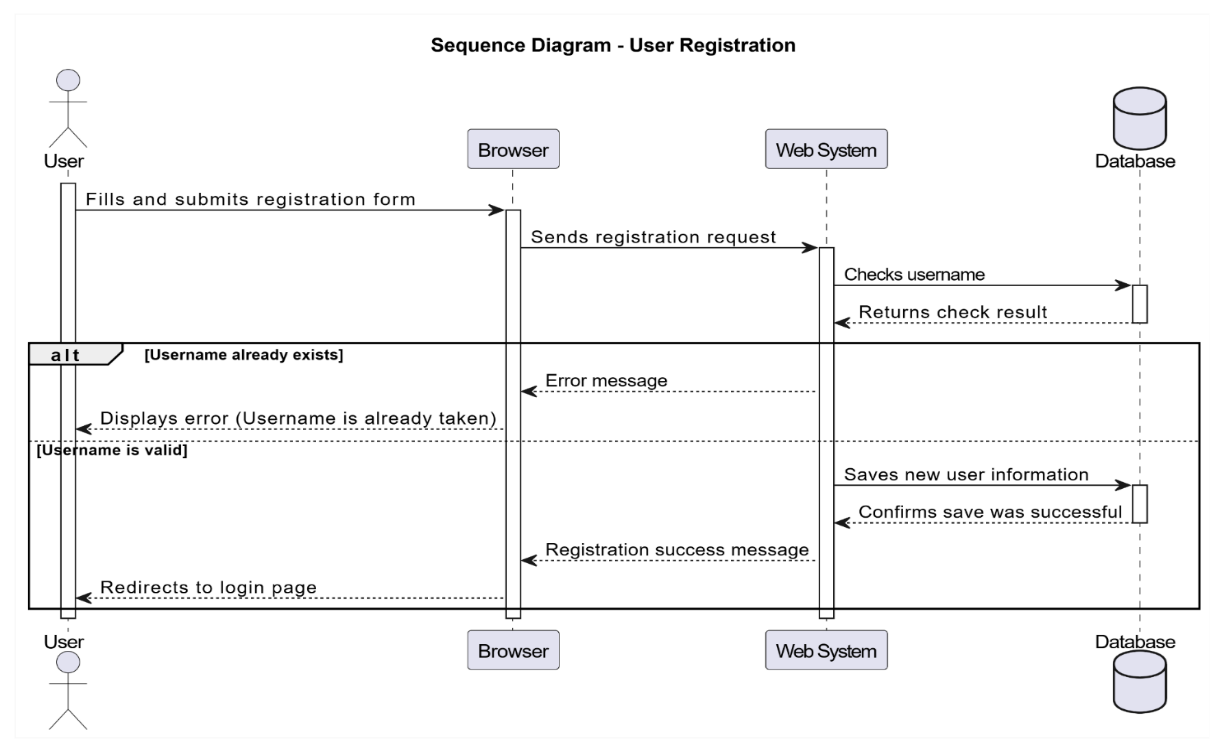 Sequence Diagram - User Registration
User
Browser
Web System
Database
Fills and submits registration form
Sends registration request
Checks username
Returns check result
alt [Username already exists]
Error message
Displays error (Username is already taken)
[Username is valid]
Saves new user information
Confirms save was successful
Registration success message
Redirects to login page
User
Browser
Web System
Database